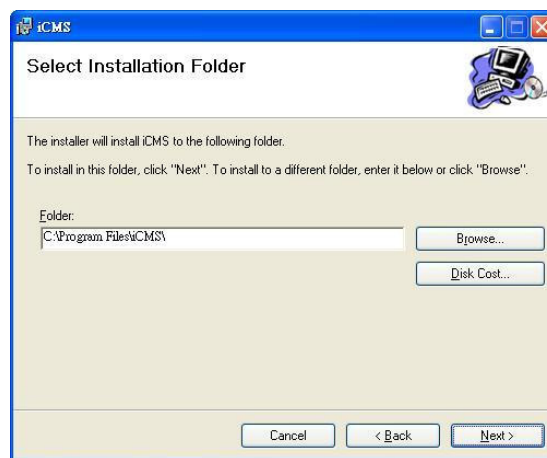 iCMS
Select Installation Folder
The installer will install iCMS to the following folder.
To install in this folder, click "Next". To install to a different folder, enter it below or click "Browse".
Folder:
C:\Program Files\iCMS\
Browse...
Disk Cost...
Cancel
< Back
Next >